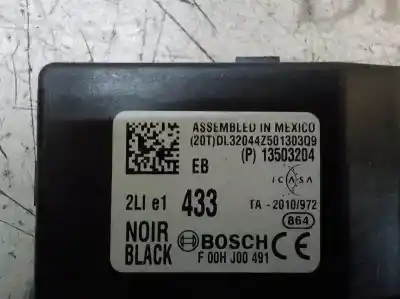 ASSEMBLED IN MEXICO
(20T)DL32044Z50130309
(P) 13503204
EB
ICASA
2LI e1 433 TA - 2010/972
864
NOIR
BLACK
BOSCH CE
F 00H J00 491